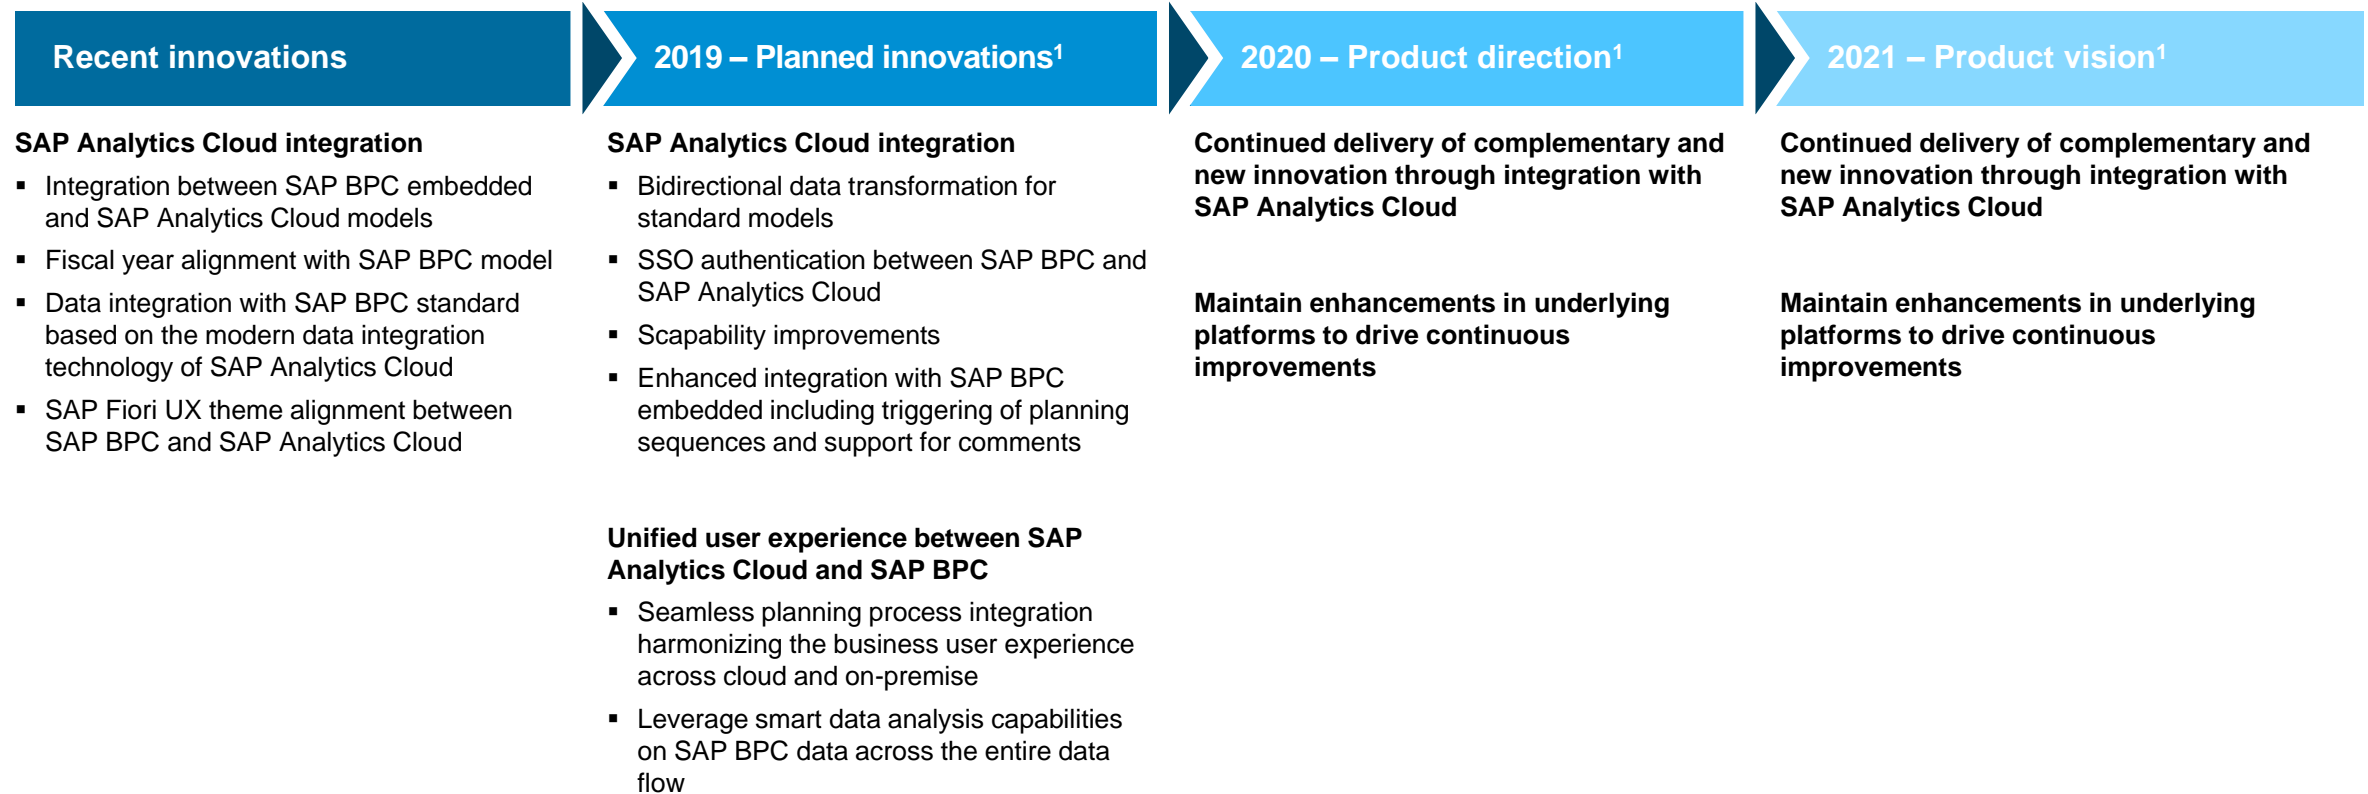 Recent innovations
2019 – Planned innovations¹
2020 – Product direction¹
2021 – Product vision¹
SAP Analytics Cloud integration
▪ Integration between SAP BPC embedded
and SAP Analytics Cloud models
▪ Fiscal year alignment with SAP BPC model
▪ Data integration with SAP BPC standard
based on the modern data integration
technology of SAP Analytics Cloud
▪ SAP Fiori UX theme alignment between
SAP BPC and SAP Analytics Cloud
SAP Analytics Cloud integration
▪ Bidirectional data transformation for
standard models
▪ SSO authentication between SAP BPC and
SAP Analytics Cloud
▪ Scapability improvements
▪ Enhanced integration with SAP BPC
embedded including triggering of planning
sequences and support for comments
Unified user experience between SAP
Analytics Cloud and SAP BPC
▪ Seamless planning process integration
harmonizing the business user experience
across cloud and on-premise
▪ Leverage smart data analysis capabilities
on SAP BPC data across the entire data
flow
Continued delivery of complementary and
new innovation through integration with
SAP Analytics Cloud
Maintain enhancements in underlying
platforms to drive continuous
improvements
Continued delivery of complementary and
new innovation through integration with
SAP Analytics Cloud
Maintain enhancements in underlying
platforms to drive continuous
improvements